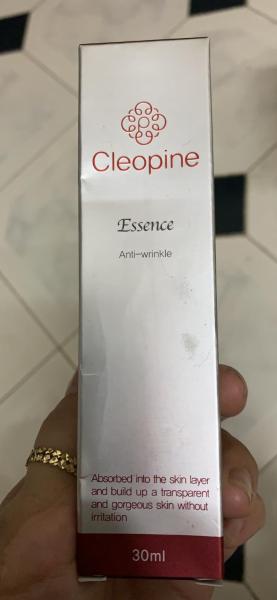 Cleopine
Essence
Anti-wrinkle
Absorbed into the skin layer
and build up a transparent
and gorgeous skin without
irritation
30ml